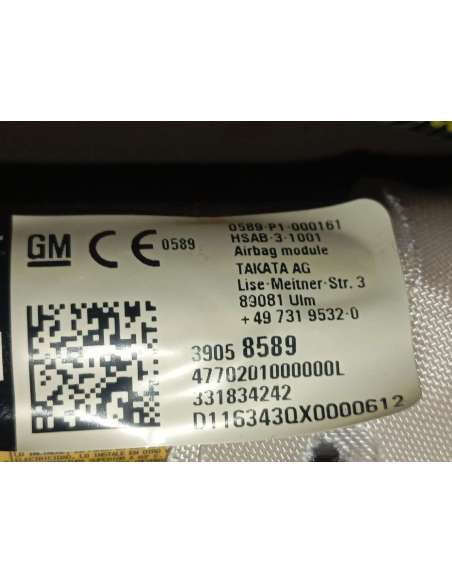 GM CE 0589
0589-P1-000161
HSAB-3-1001
Airbag module
TAKATA AG
Lise-Meitner-Str. 3
89081 Ulm
+ 49 731 9532-0
3905 8589
4770201000000L
331834242
D116343QX0000612